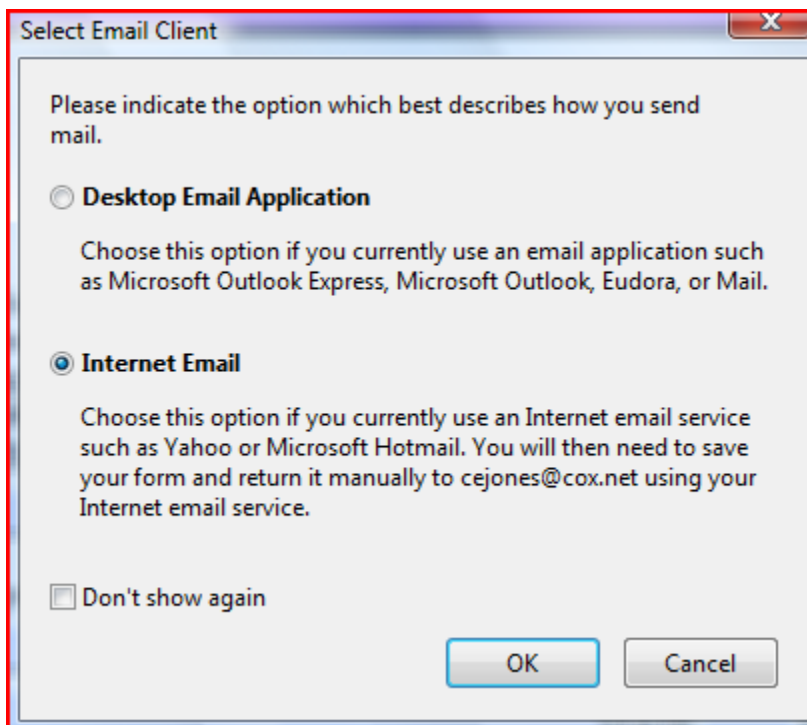 Select Email Client
Please indicate the option which best describes how you send
mail.
Desktop Email Application
Choose this option if you currently use an email application such
as Microsoft Outlook Express, Microsoft Outlook, Eudora, or Mail.
Internet Email
Choose this option if you currently use an Internet email service
such as Yahoo or Microsoft Hotmail. You will then need to save
your form and return it manually to cejones@cox.net using your
Internet email service.
Don't show again
OK Cancel